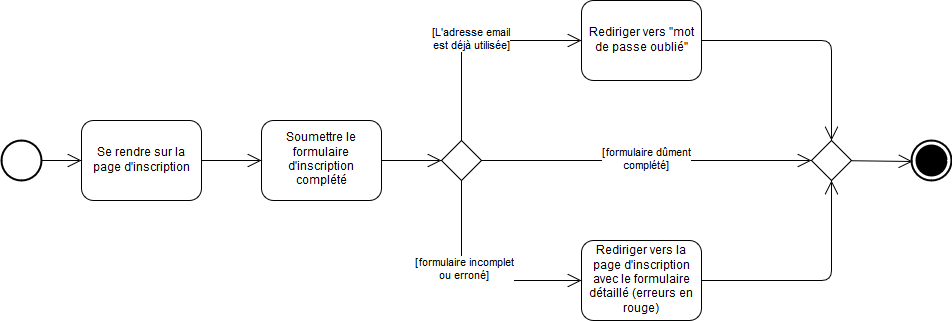 Se rendre sur la
page d'inscription
Soumettre le
formulaire
d'inscription
complété
[L'adresse email
est déjà utilisée]
Rediriger vers "mot
de passe oublié"
[formulaire dûment
complété]
[formulaire incomplet
ou erroné]
Rediriger vers la
page d'inscription
avec le formulaire
détaillé (erreurs en
rouge)